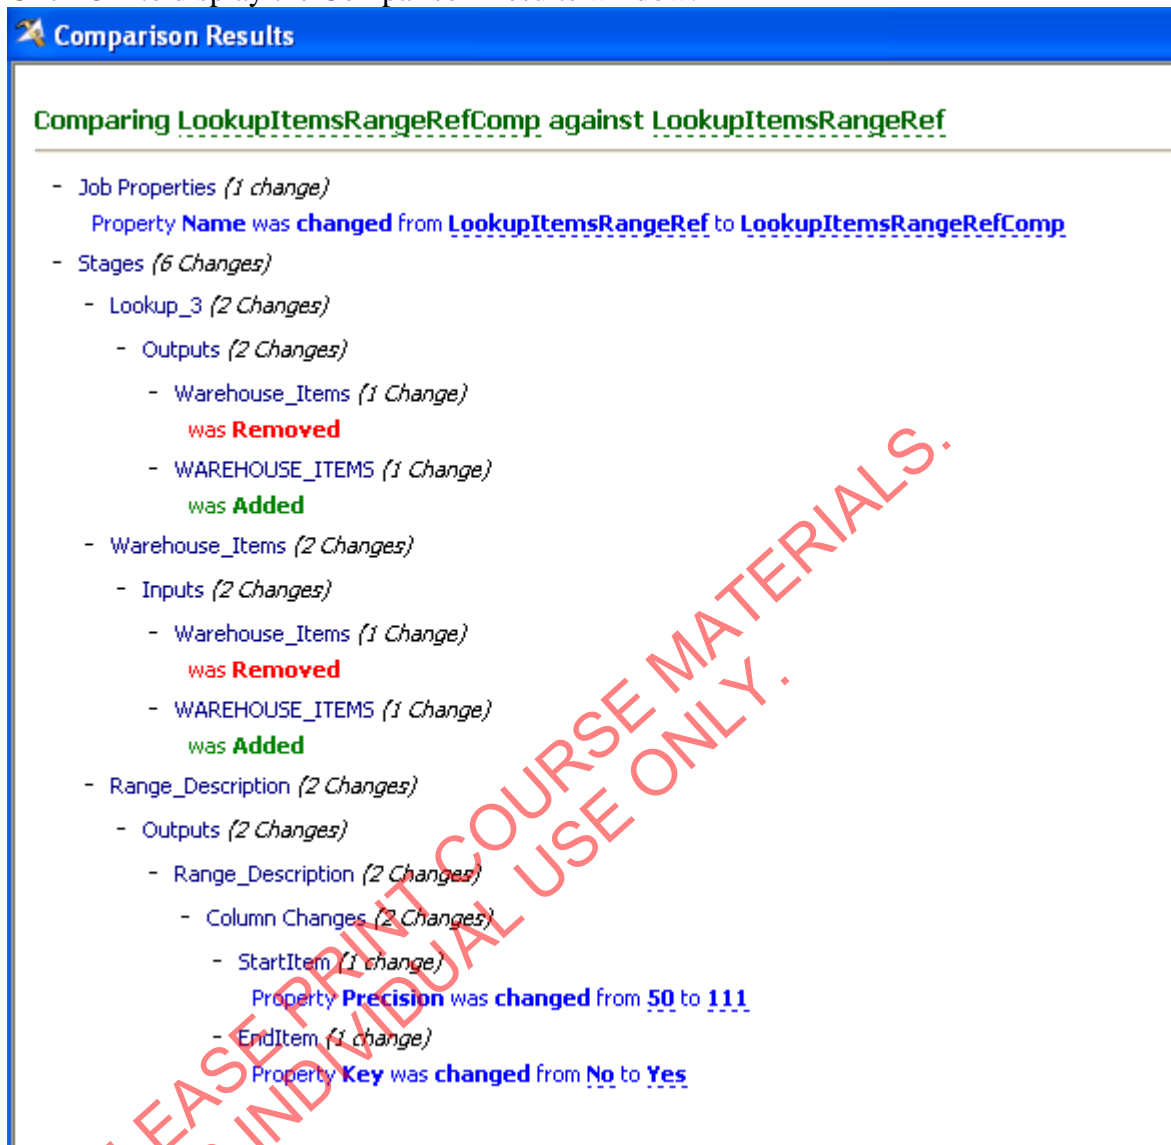 Comparison Results
Comparing LookupItemsRangeRefComp against LookupItemsRangeRef
- Job Properties (1 change)
Property Name was changed from LookupItemsRangeRef to LookupItemsRangeRefComp
- Stages (6 Changes)
- Lookup_3 (2 Changes)
- Outputs (2 Changes)
- Warehouse_Items (1 Change)
was Removed
- WAREHOUSE_ITEMS (1 Change)
was Added
- Warehouse_Items (2 Changes)
- Inputs (2 Changes)
- Warehouse_Items (1 Change)
was Removed
- WAREHOUSE_ITEMS (1 Change)
was Added
- Range_Description (2 Changes)
- Outputs (2 Changes)
- Range_Description (2 Changes)
- Column Changes (2 Changes)
- StartItem (1 change)
Property Precision was changed from 50 to 111
- EndItem (1 change)
Property Key was changed from No to Yes
PRINT COURSE MATERIALS.
INDIVIDUAL USE ONLY.